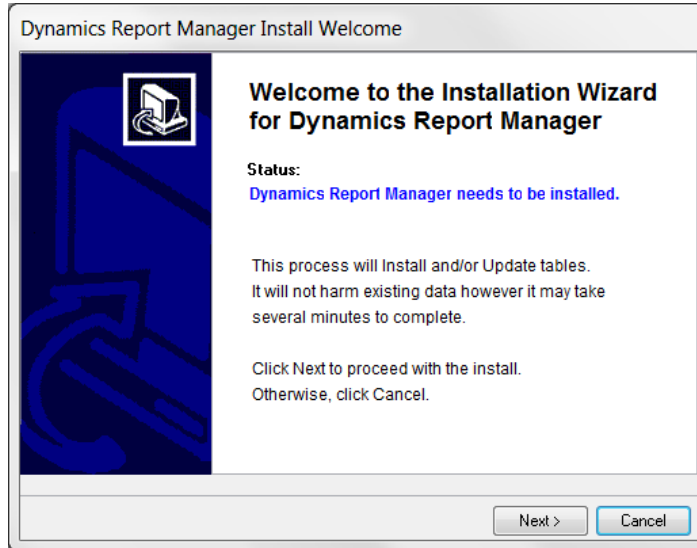 Dynamics Report Manager Install Welcome
Welcome to the Installation Wizard
for Dynamics Report Manager
Status:
Dynamics Report Manager needs to be installed.
This process will Install and/or Update tables.
It will not harm existing data however it may take
several minutes to complete.
Click Next to proceed with the install.
Otherwise, click Cancel.
Next > Cancel